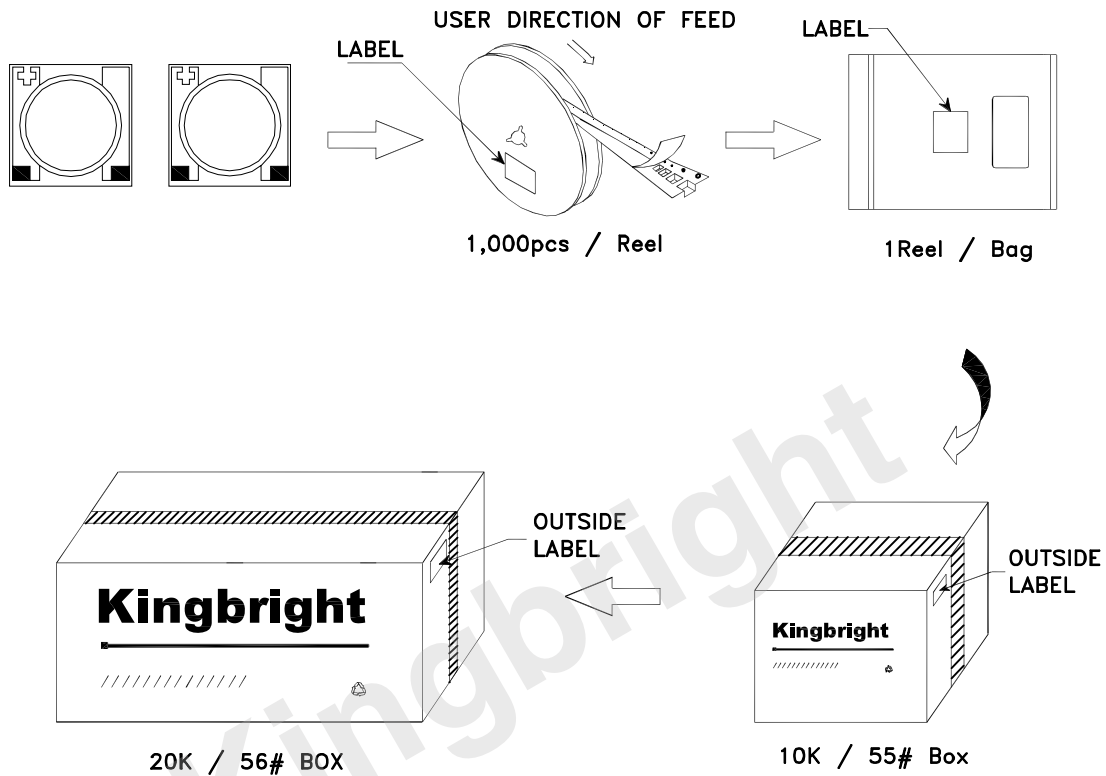 USER DIRECTION OF FEED
LABEL
LABEL
1,000pcs / Reel
1Reel / Bag
OUTSIDE
LABEL
OUTSIDE
LABEL
Kingbright
Kingbright
20K / 56# BOX
10K / 55# Box
Kingbright